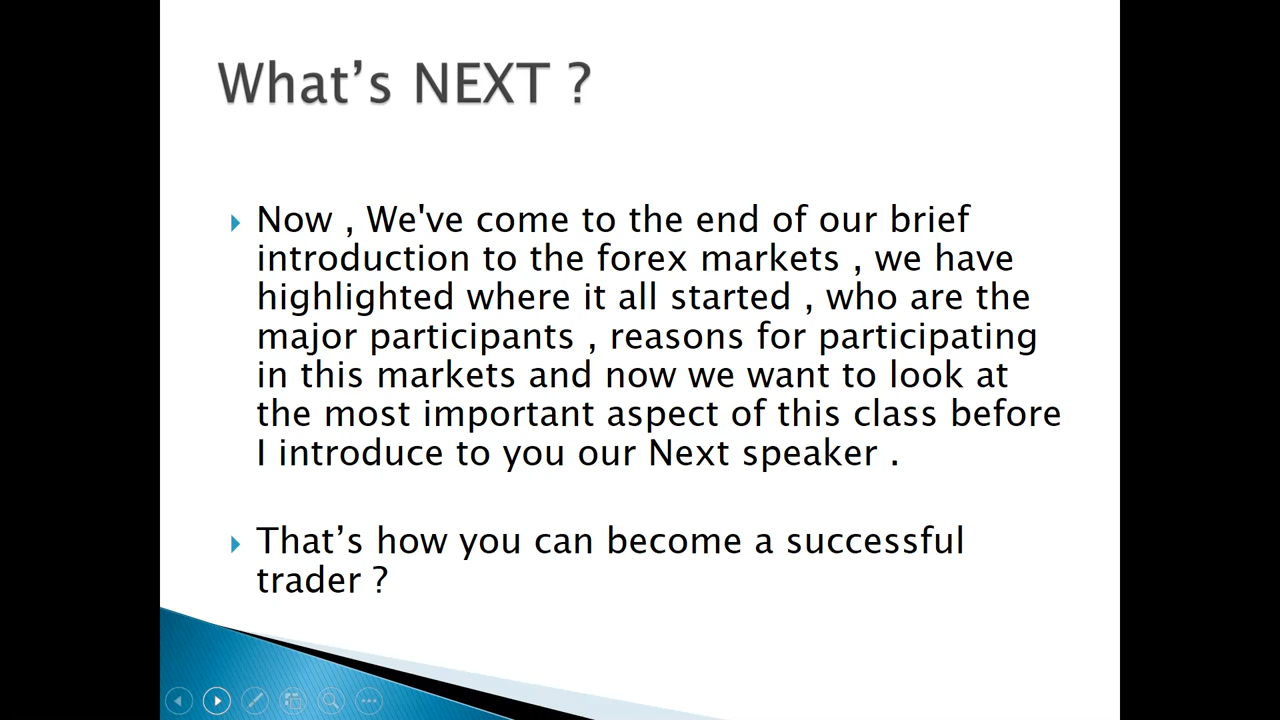 What’s NEXT ?
Now , We've come to the end of our brief
introduction to the forex markets , we have
highlighted where it all started , who are the
major participants , reasons for participating
in this markets and now we want to look at
the most important aspect of this class before
I introduce to you our Next speaker .
That’s how you can become a successful
trader ?